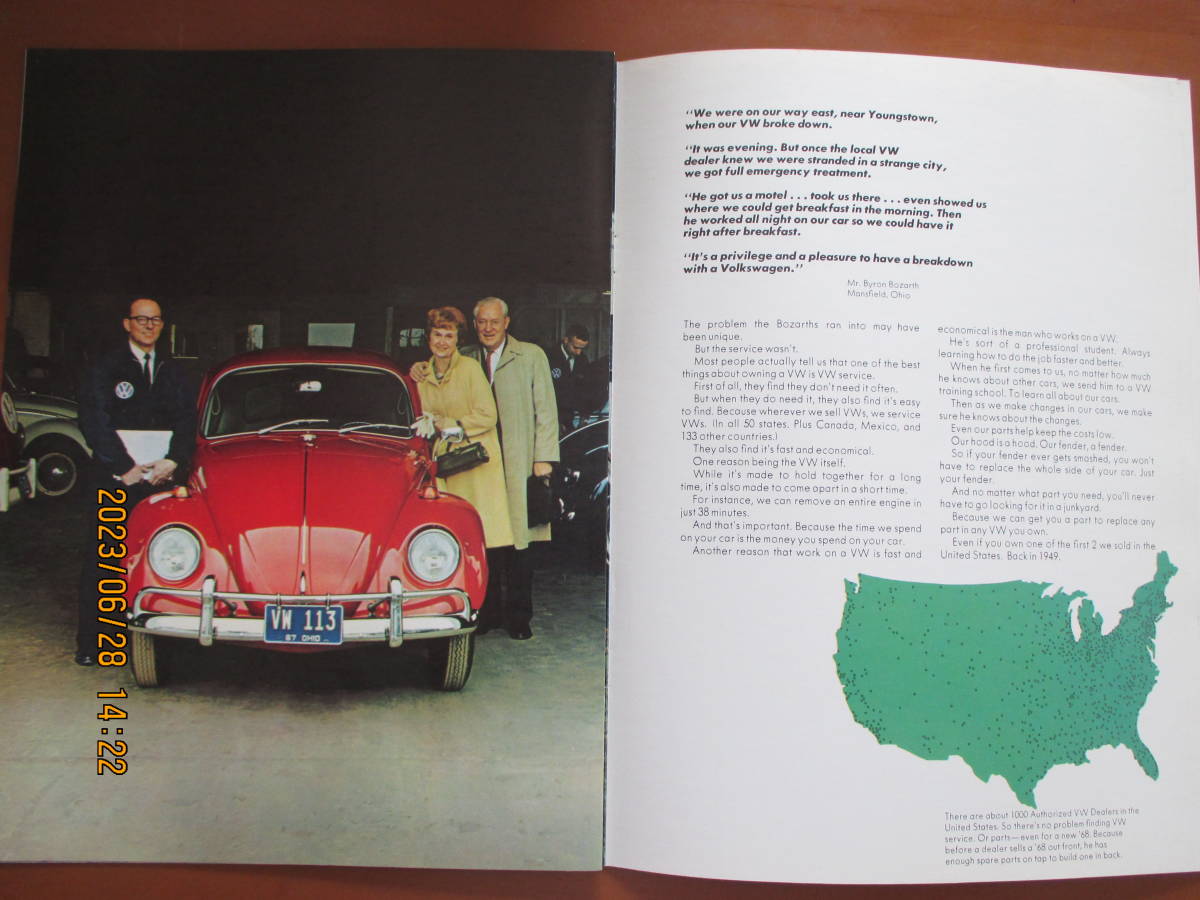 VW 113
67 OHIO
2023/06/28 14:22
"We were on our way east, near Youngstown,
when our VW broke down.
"It was evening. But once the local VW
dealer knew we were stranded in a strange city,
we got full emergency treatment.
"He got us a motel . . . took us there . . . even showed us
where we could get breakfast in the morning. Then
he worked all night on our car so we could have it
right after breakfast.
"It's a privilege and a pleasure to have a breakdown
with a Volkswagen."
Mr. Byron Bozarth
Mansfield, Ohio
The problem the Bozarths ran into may have
been unique.
But the service wasn't.
Most people actually tell us that one of the best
things about owning a VW is VW service.
First of all, they find they don't need it often.
But when they do need it, they also find it's easy
to find. Because wherever we sell VWs, we service
VWs. (In all 50 states. Plus Canada, Mexico, and
133 other countries.)
They also find it's fast and economical.
One reason being the VW itself.
While it's made to hold together for a long
time, it's also made to come apart in a short time.
For instance, we can remove an entire engine in
just 38 minutes.
And that's important. Because the time we spend
on your car is the money you spend on your car.
Another reason that work on a VW is fast and
economical is the man who works on a VW.
He's sort of a professional student. Always
learning how to do the job faster and better.
When he first comes to us, no matter how much
he knows about other cars, we send him to a VW
training school. To learn all about our cars.
Then as we make changes in our cars, we make
sure he knows about the changes.
Even our parts help keep the costs low.
Our hood is a hood. Our fender, a fender.
So if your fender ever gets smashed, you won't
have to replace the whole side of your car. Just
your fender.
And no matter what part you need, you'll never
have to go looking for it in a junkyard.
Because we can get you a part to replace any
part in any VW you own.
Even if you own one of the first 2 we sold in the
United States. Back in 1949.
There are about 1000 Authorized VW Dealers in the
United States. So there's no problem finding VW
service. Or parts—even for a new '68. Because
before a dealer sells a '68 out front, he has
enough spare parts on tap to build one in back.